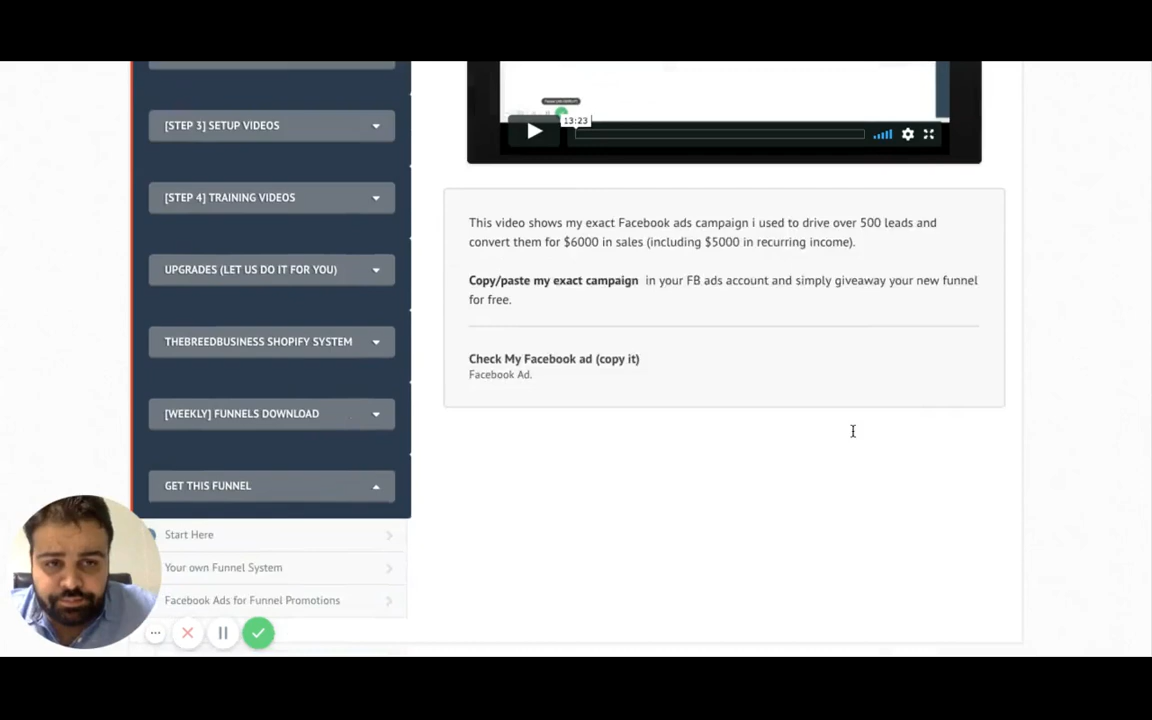 13:23
[STEP 3] SETUP VIDEOS
[STEP 4] TRAINING VIDEOS
UPGRADES (LET US DO IT FOR YOU)
THEBREEDBUSINESS SHOPIFY SYSTEM
[WEEKLY] FUNNELS DOWNLOAD
GET THIS FUNNEL
Start Here
Your own Funnel System
Facebook Ads for Funnel Promotions
This video shows my exact Facebook ads campaign i used to drive over 500 leads and
convert them for $6000 in sales (including $5000 in recurring income).
Copy/paste my exact campaign in your FB ads account and simply giveaway your new funnel
for free.
Check My Facebook ad (copy it)
Facebook Ad.